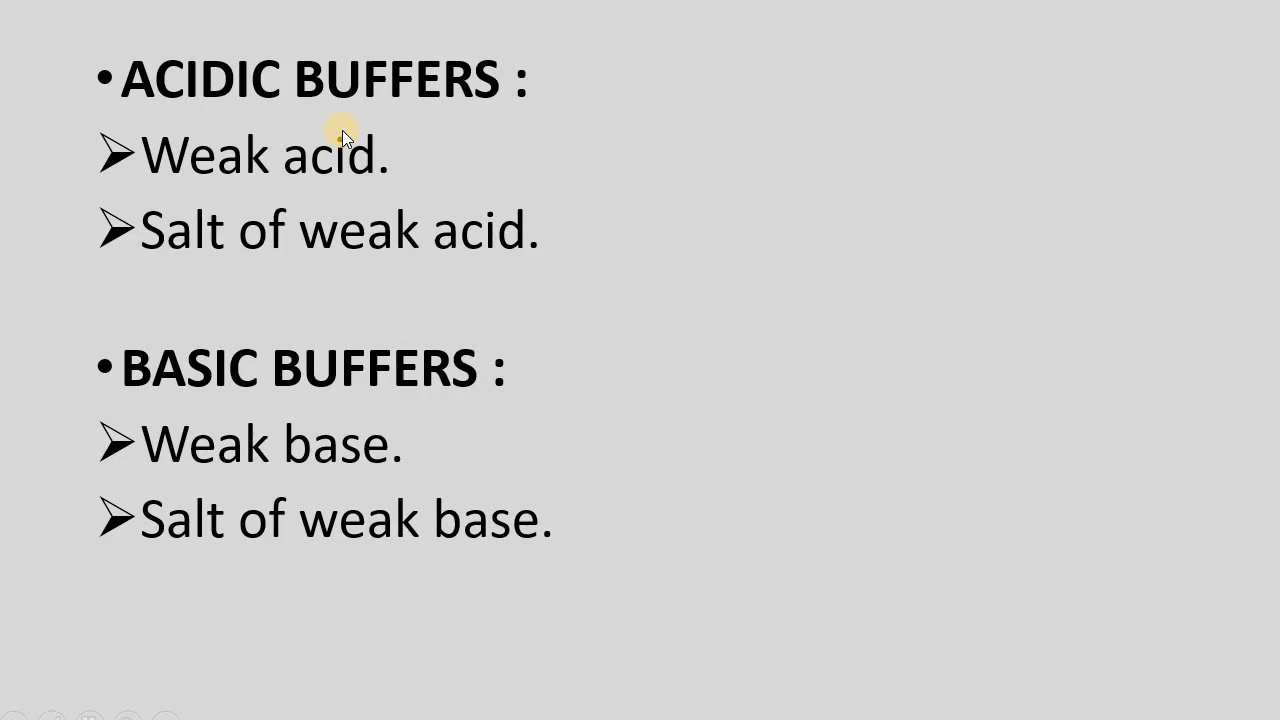 • ACIDIC BUFFERS :
➢ Weak acid.
➢ Salt of weak acid.
• BASIC BUFFERS :
➢ Weak base.
➢ Salt of weak base.